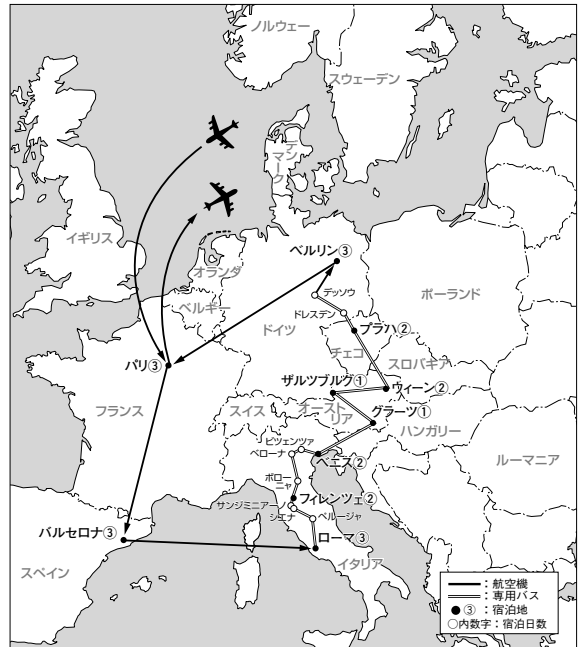 ノルウェー
スウェーデン
デンマーク
イギリス
オランダ
ベルリン③
ベルギー
デッソウ
ポーランド
ドレスデン
ドイツ
プラハ②
チェコ
パリ③
スロバキア
ザルツブルグ①
ウィーン②
フランス
スイス
オーストリア
グラーツ①
ハンガリー
ビツェンツァ
ベローナ
ベニス②
ルーマニア
ボローニャ
フィレンツェ②
サンジミニアーノ
シエナ
ペルージャ
バルセロナ③
ローマ③
スペイン
イタリア
：航空機
：専用バス
● ③ ：宿泊地
○内数字：宿泊日数